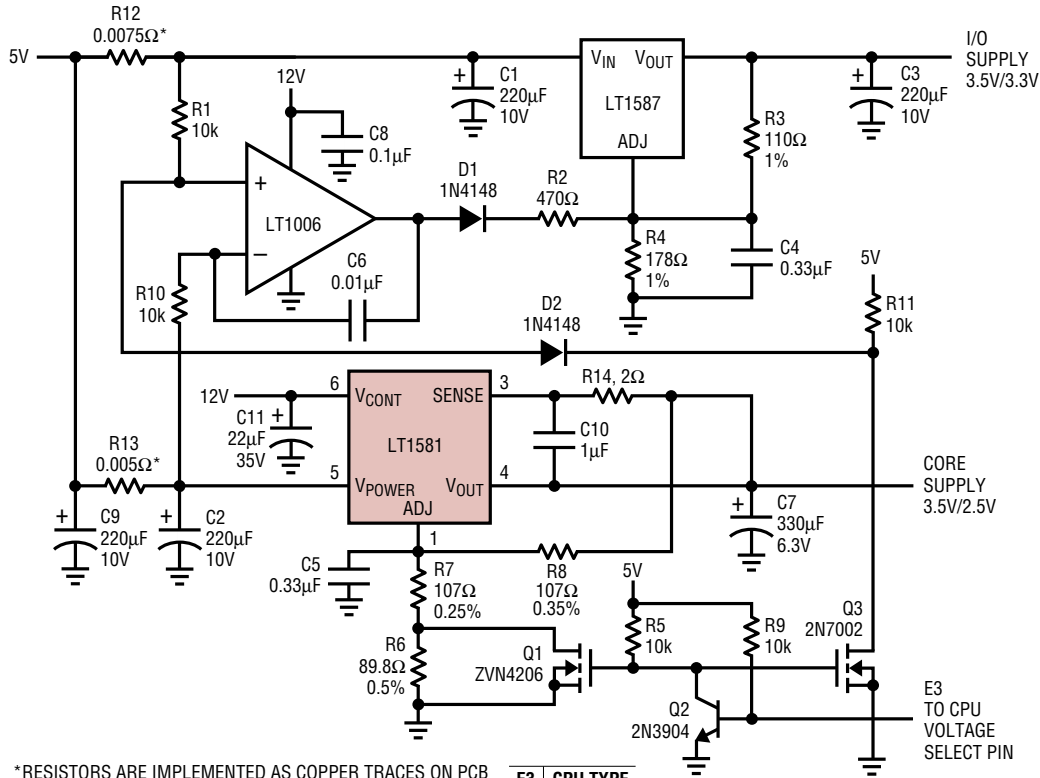 R12
0.0075Ω*
5V
R1
10k
12V
C8
0.1µF
+
C1
220µF
10V
VIN VOUT
LT1587
ADJ
I/O
SUPPLY
3.5V/3.3V
+
C3
220µF
10V
R3
110Ω
1%
+
LT1006
–
D1
1N4148
R2
470Ω
R4
178Ω
1%
C4
0.33µF
C6
0.01µF
R10
10k
5V
R11
10k
D2
1N4148
12V
C11
+
22µF
35V
6
VCONT SENSE
3
LT1581
5
VPOWER VOUT
4
ADJ
1
R14, 2Ω
C10
1µF
R13
0.005Ω*
CORE
SUPPLY
3.5V/2.5V
+
C9
220µF
10V
+
C2
220µF
10V
+
C7
330µF
6.3V
C5
0.33µF
R7
107Ω
0.25%
R8
107Ω
0.35%
5V
R5
10k
R9
10k
Q3
2N7002
R6
89.8Ω
0.5%
Q1
ZVN4206
Q2
2N3904
E3
TO CPU
VOLTAGE
SELECT PIN
*RESISTORS ARE IMPLEMENTED AS COPPER TRACES ON PCB
E3 CPU TYPE